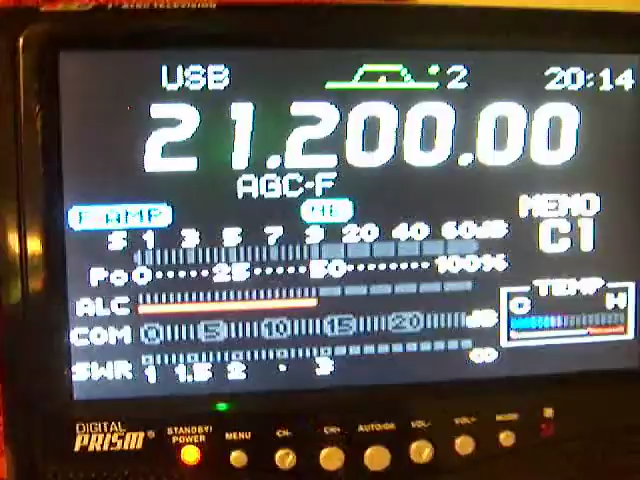 USB 2 20:14
21.200.00
AGC-F
P.AMP NB MEMO
S 1 3 5 7 9 20 40 60dB C1
Po 0 25 50 100%
ALC TEMP
C H
COM 0 5 10 15 20 dB
SWR 1 1.5 2 3 ∞
DIGITAL PRISM®
STANDBY/ POWER MENU CH- CH+ VOL- VOL+ MODE